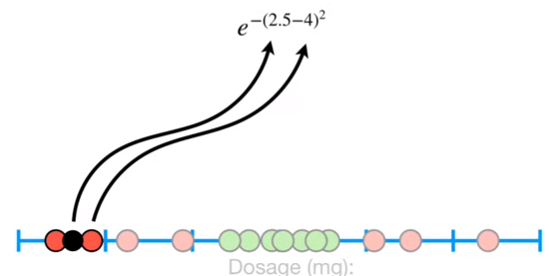 e^{-(2.5-4)^2}
Dosage (mg):